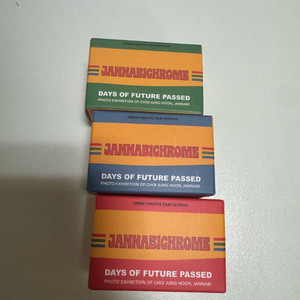 JANNABICHROME
DAYS OF FUTURE PASSED
PHOTO EXHIBITION OF CHOI JUNG HOON, JANNABI
JANNABICHROME
DAYS OF FUTURE PASSED
PHOTO EXHIBITION OF CHOI JUNG HOON, JANNABI
JANNABICHROME
DAYS OF FUTURE PASSED
PHOTO EXHIBITION OF CHOI JUNG HOON, JANNABI